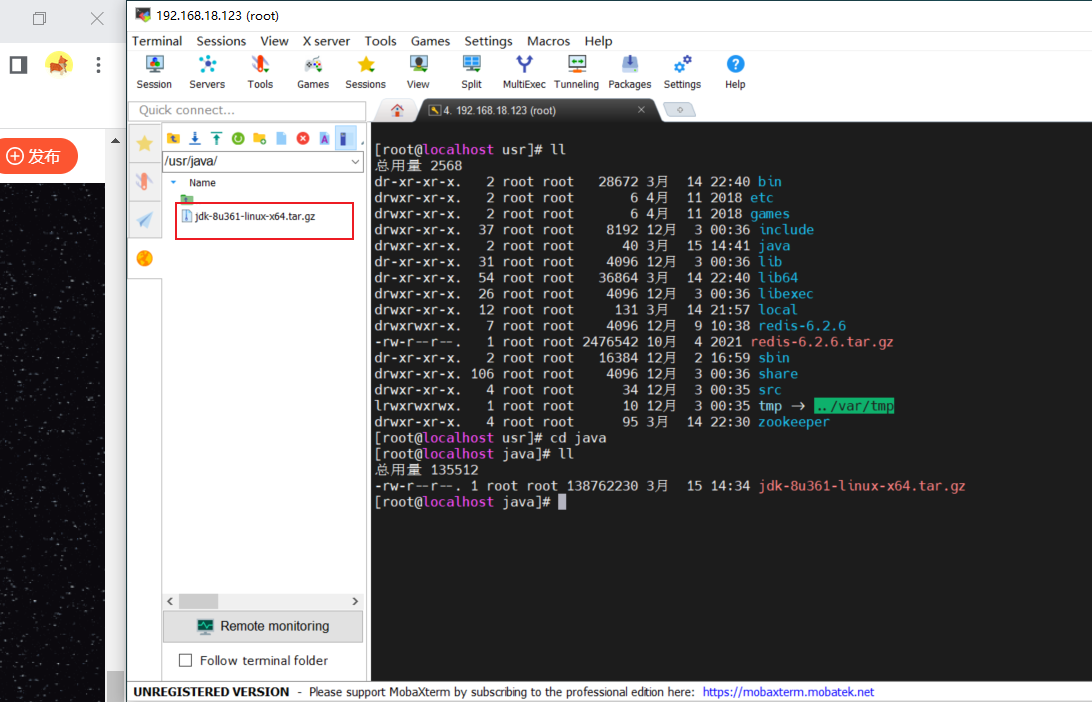 192.168.18.123 (root)
Terminal Sessions View X server Tools Games Settings Macros Help
Session Servers Tools Games Sessions View Split MultiExec Tunneling Packages Settings Help
Quick connect...
4. 192.168.18.123 (root)
发布
/usr/java/
Name
jdk-8u361-linux-x64.tar.gz
Remote monitoring
Follow terminal folder
[root@localhost usr]# ll
总用量 2568
dr-xr-xr-x. 2 root root 28672 3月 14 22:40 bin
drwxr-xr-x. 2 root root 6 4月 11 2018 etc
drwxr-xr-x. 2 root root 6 4月 11 2018 games
drwxr-xr-x. 37 root root 8192 12月 3 00:36 include
drwxr-xr-x. 2 root root 40 3月 15 14:41 java
dr-xr-xr-x. 31 root root 4096 12月 3 00:36 lib
dr-xr-xr-x. 54 root root 36864 3月 14 22:40 lib64
drwxr-xr-x. 26 root root 4096 12月 3 00:36 libexec
drwxr-xr-x. 12 root root 131 3月 14 21:57 local
drwxrwxr-x. 7 root root 4096 12月 9 10:38 redis-6.2.6
-rw-r--r--. 1 root root 2476542 10月 4 2021 redis-6.2.6.tar.gz
dr-xr-xr-x. 2 root root 16384 12月 2 16:59 sbin
drwxr-xr-x. 106 root root 4096 12月 3 00:36 share
drwxr-xr-x. 4 root root 34 12月 3 00:35 src
lrwxrwxrwx. 1 root root 10 12月 3 00:35 tmp → ../var/tmp
drwxr-xr-x. 4 root root 95 3月 14 22:30 zookeeper
[root@localhost usr]# cd java
[root@localhost java]# ll
总用量 135512
-rw-r--r--. 1 root root 138762230 3月 15 14:34 jdk-8u361-linux-x64.tar.gz
[root@localhost java]#
UNREGISTERED VERSION - Please support MobaXterm by subscribing to the professional edition here: https://mobaxterm.mobatek.net